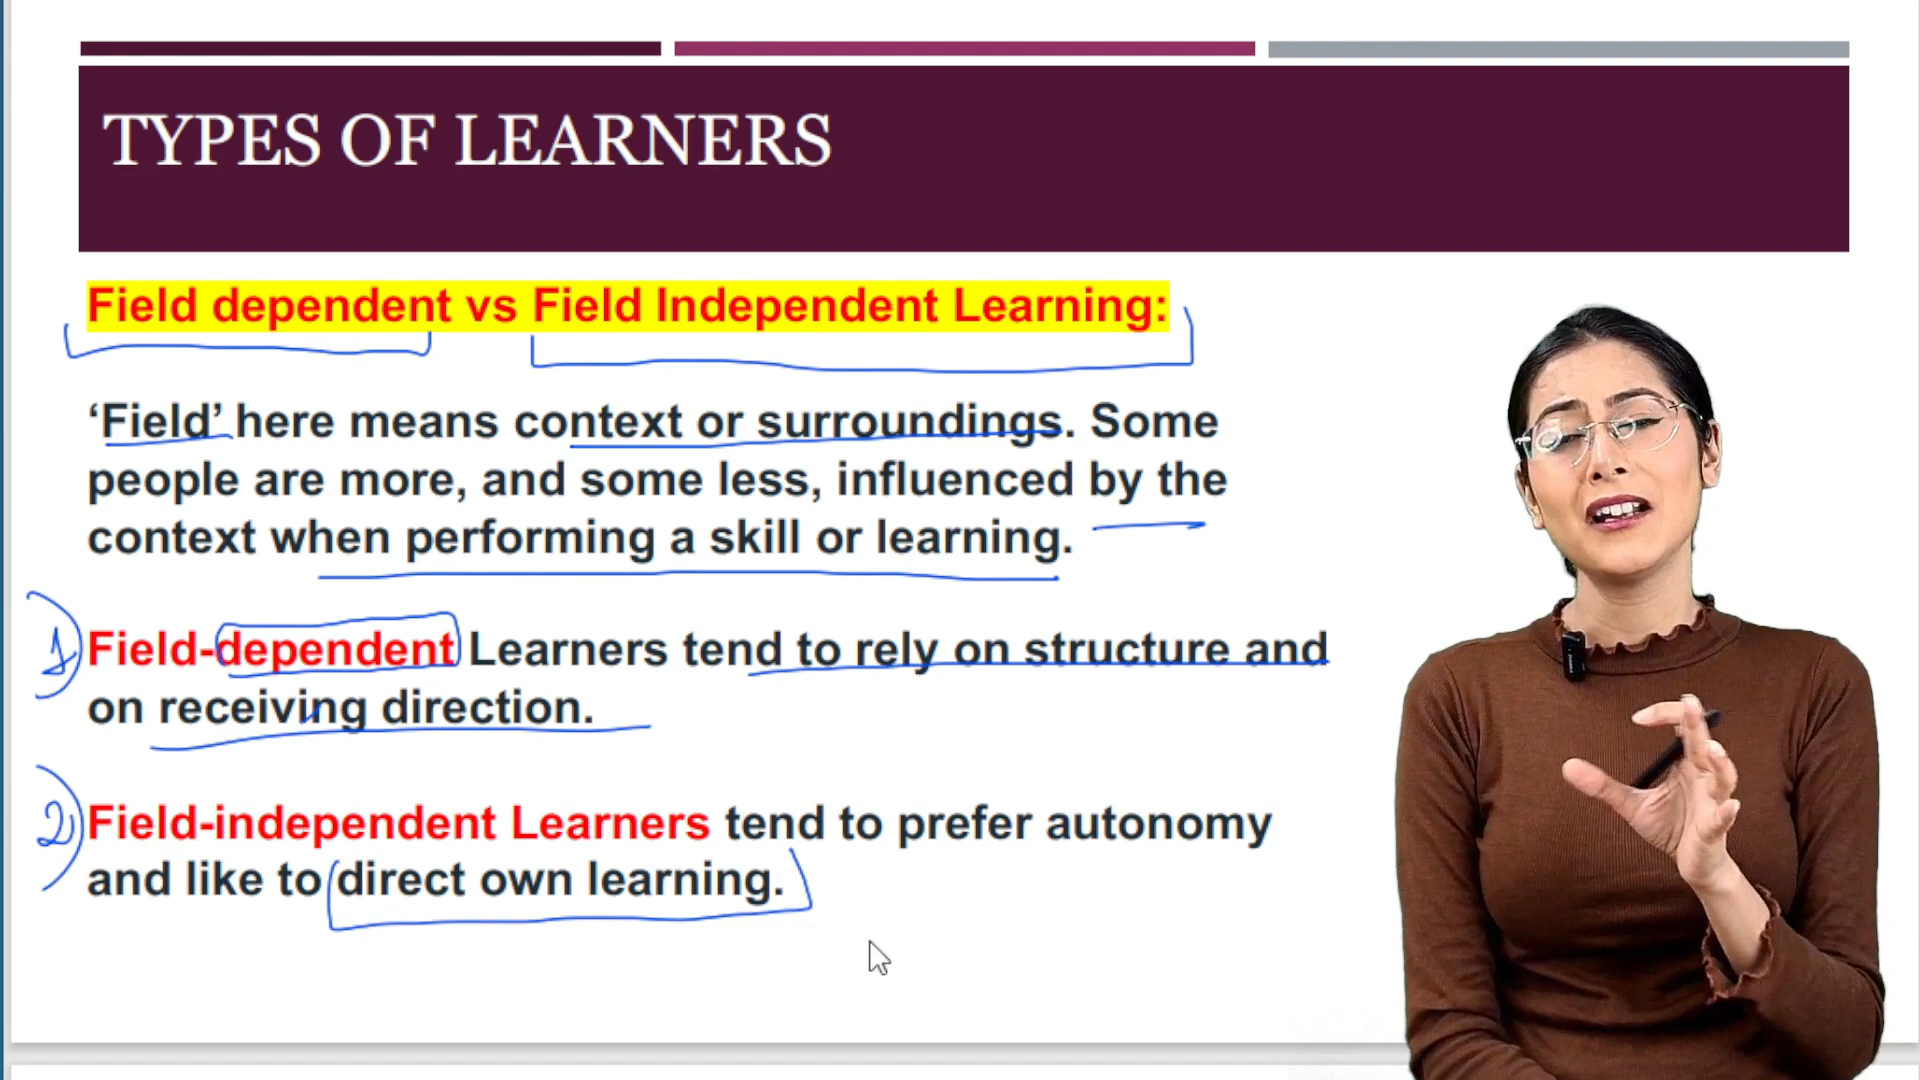 TYPES OF LEARNERS
Field dependent vs Field Independent Learning:
‘Field’ here means context or surroundings. Some
people are more, and some less, influenced by the
context when performing a skill or learning.
1) Field-dependent Learners tend to rely on structure and
on receiving direction.
2) Field-independent Learners tend to prefer autonomy
and like to direct own learning.